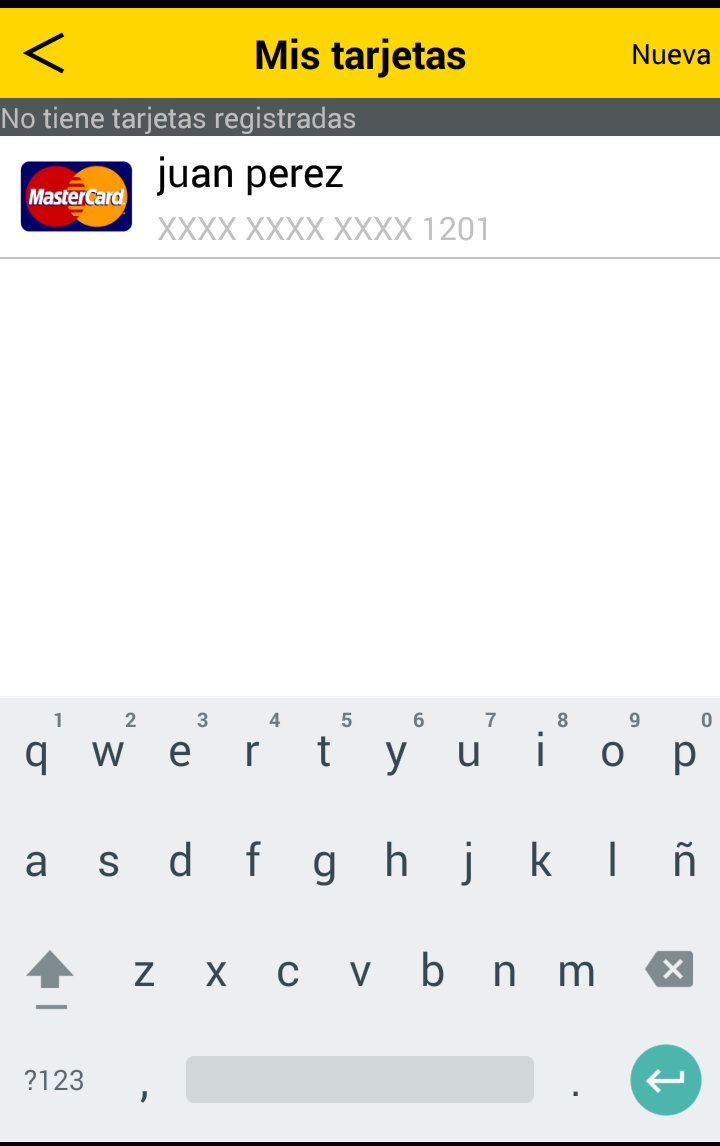 Mis tarjetas
Nueva
No tiene tarjetas registradas
MasterCard
juan perez
XXXX XXXX XXXX 1201
1 2 3 4 5 6 7 8 9 0
q w e r t y u i o p
a s d f g h j k l ñ
z x c v b n m
?123 , .